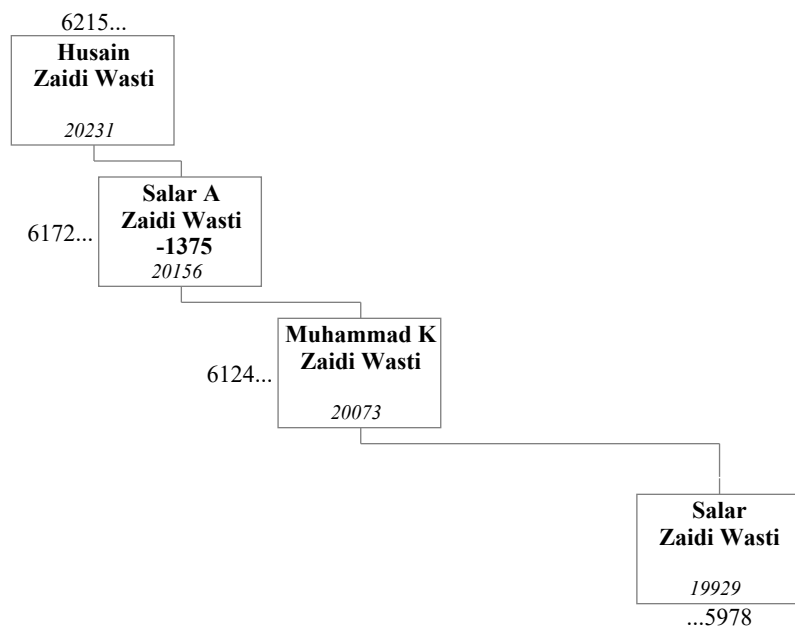 6215...
Husain
Zaidi Wasti
20231
Salar A
Zaidi Wasti
-1375
20156
6172...
Muhammad K
Zaidi Wasti
20073
6124...
Salar
Zaidi Wasti
19929
...5978